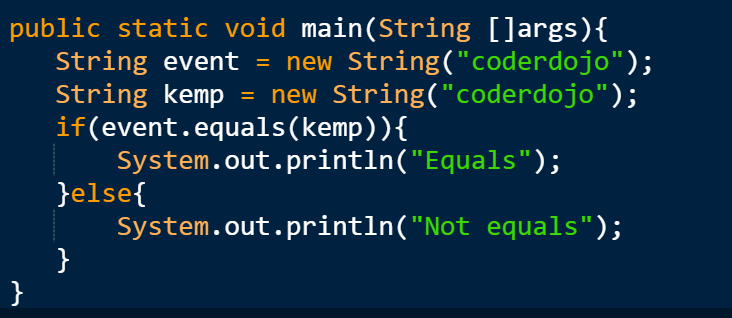 public static void main(String []args){
String event = new String("coderdojo");
String kemp = new String("coderdojo");
if(event.equals(kemp)){
System.out.println("Equals");
}else{
System.out.println("Not equals");
}
}